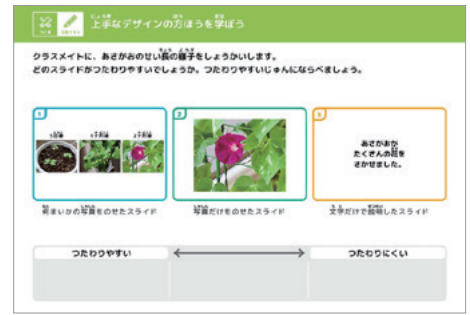 上手なデザインの方ほうを学ぼう
クラスメイトに、あさがおのせい長の様子をしょうかいします。
どのスライドがつたわりやすいでしょうか。つたわりやすいじゅんにならべましょう。
1
2
3
あさがおが
たくさんの花を
さかせました。
何まいかの写真をのせたスライド
写真だけをのせたスライド
文字だけで説明したスライド
つたわりやすい
つたわりにくい